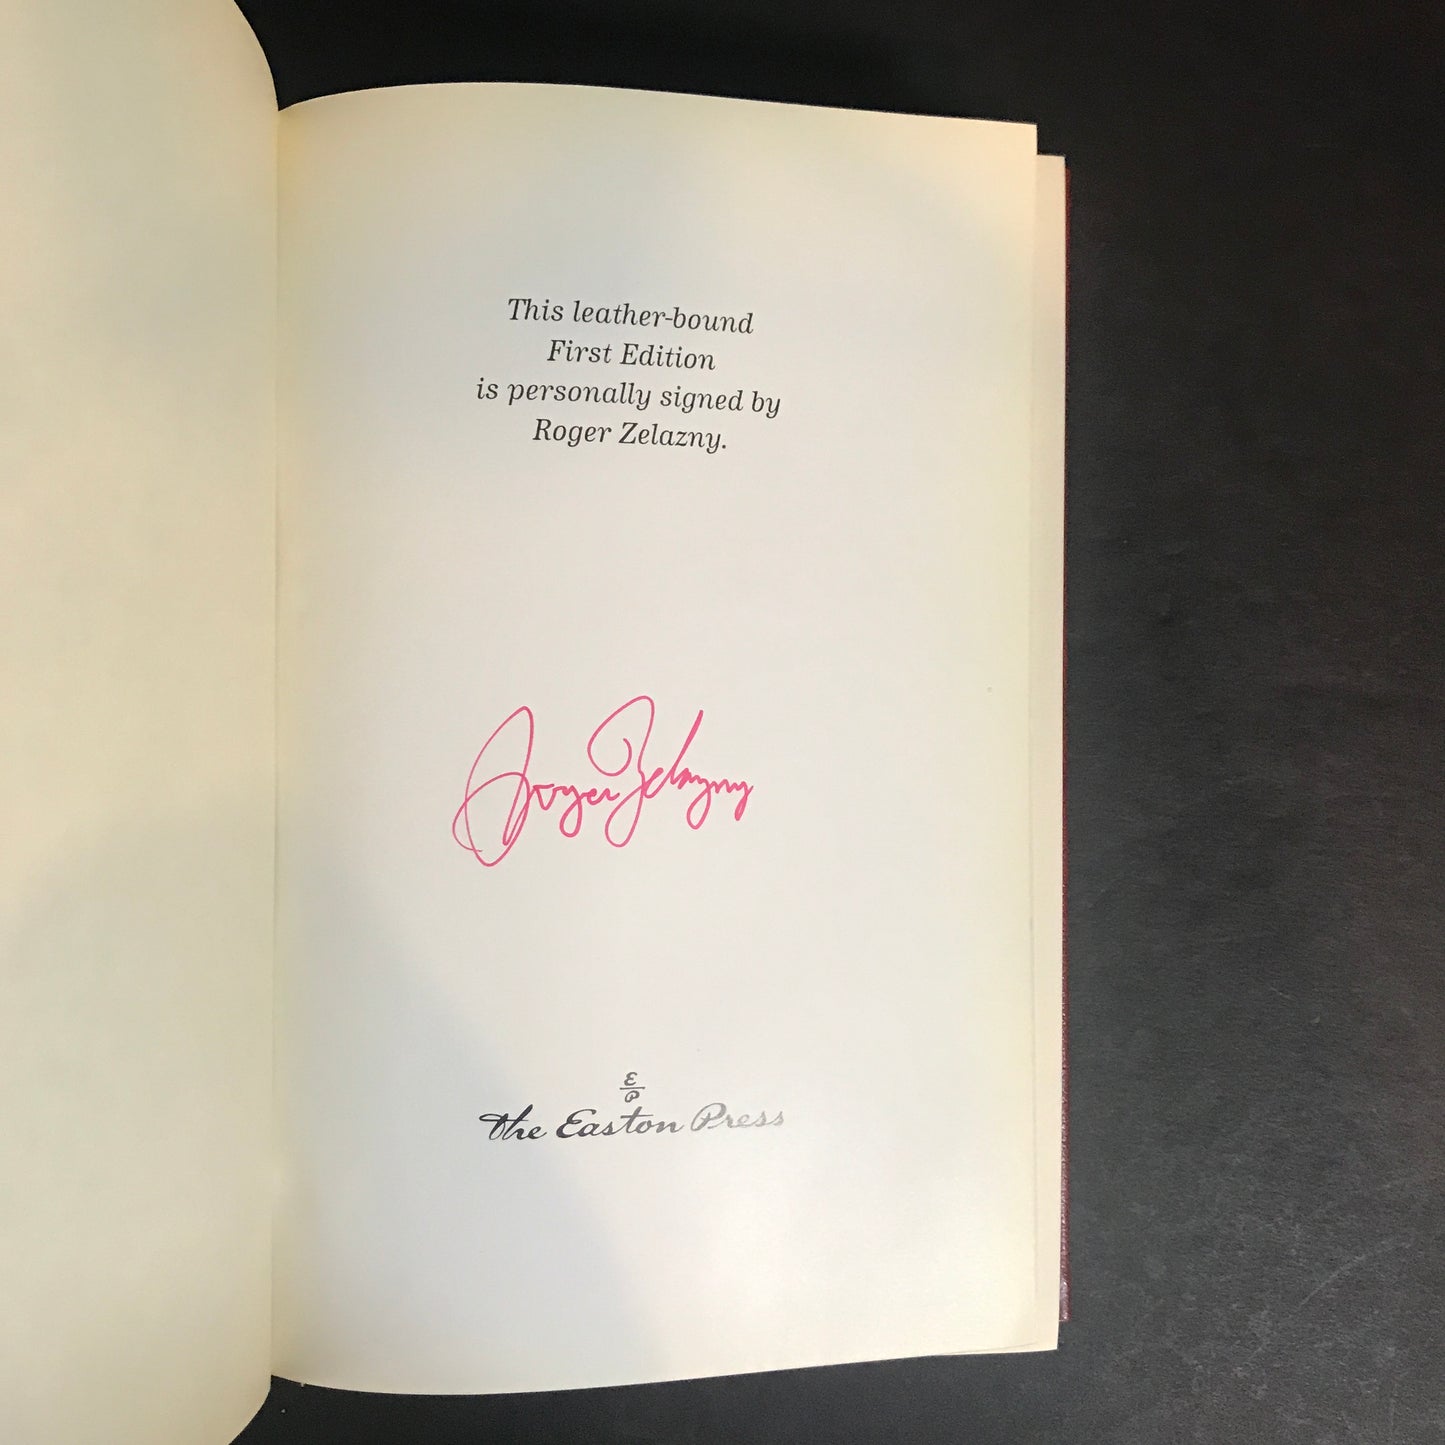 This leather-bound
First Edition
is personally signed by
Roger Zelazny.
Roger Zelazny
E
P
The Easton Press